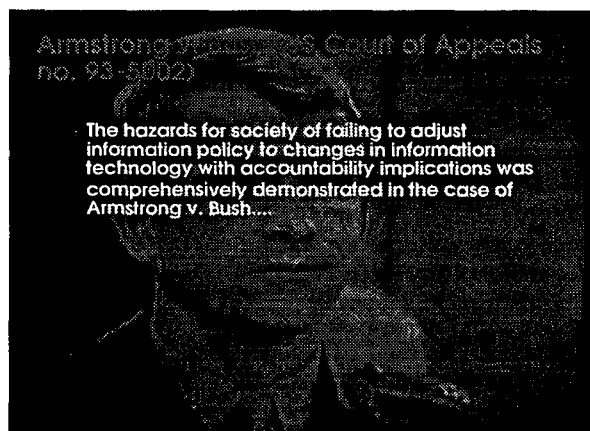 Armstrong Court of Appeals
no. 93-5002)
The hazards for society of failing to adjust
information policy to changes in information
technology with accountability implications was
comprehensively demonstrated in the case of
Armstrong v. Bush....